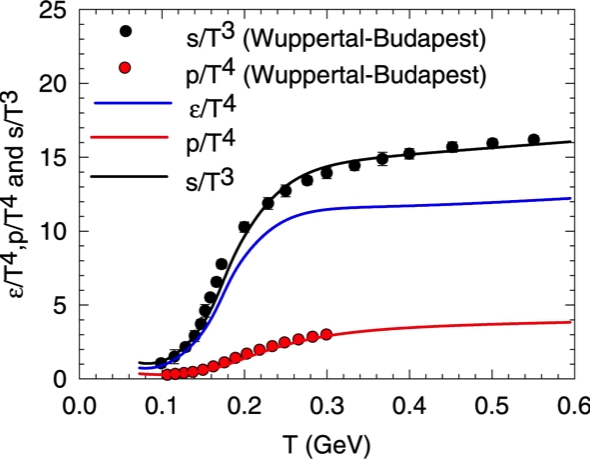 25
20
15
10
5
0
ε/T4,p/T4 and s/T3
s/T3 (Wuppertal-Budapest)
p/T4 (Wuppertal-Budapest)
ε/T4
p/T4
s/T3
0.0 0.1 0.2 0.3 0.4 0.5 0.6
T (GeV)